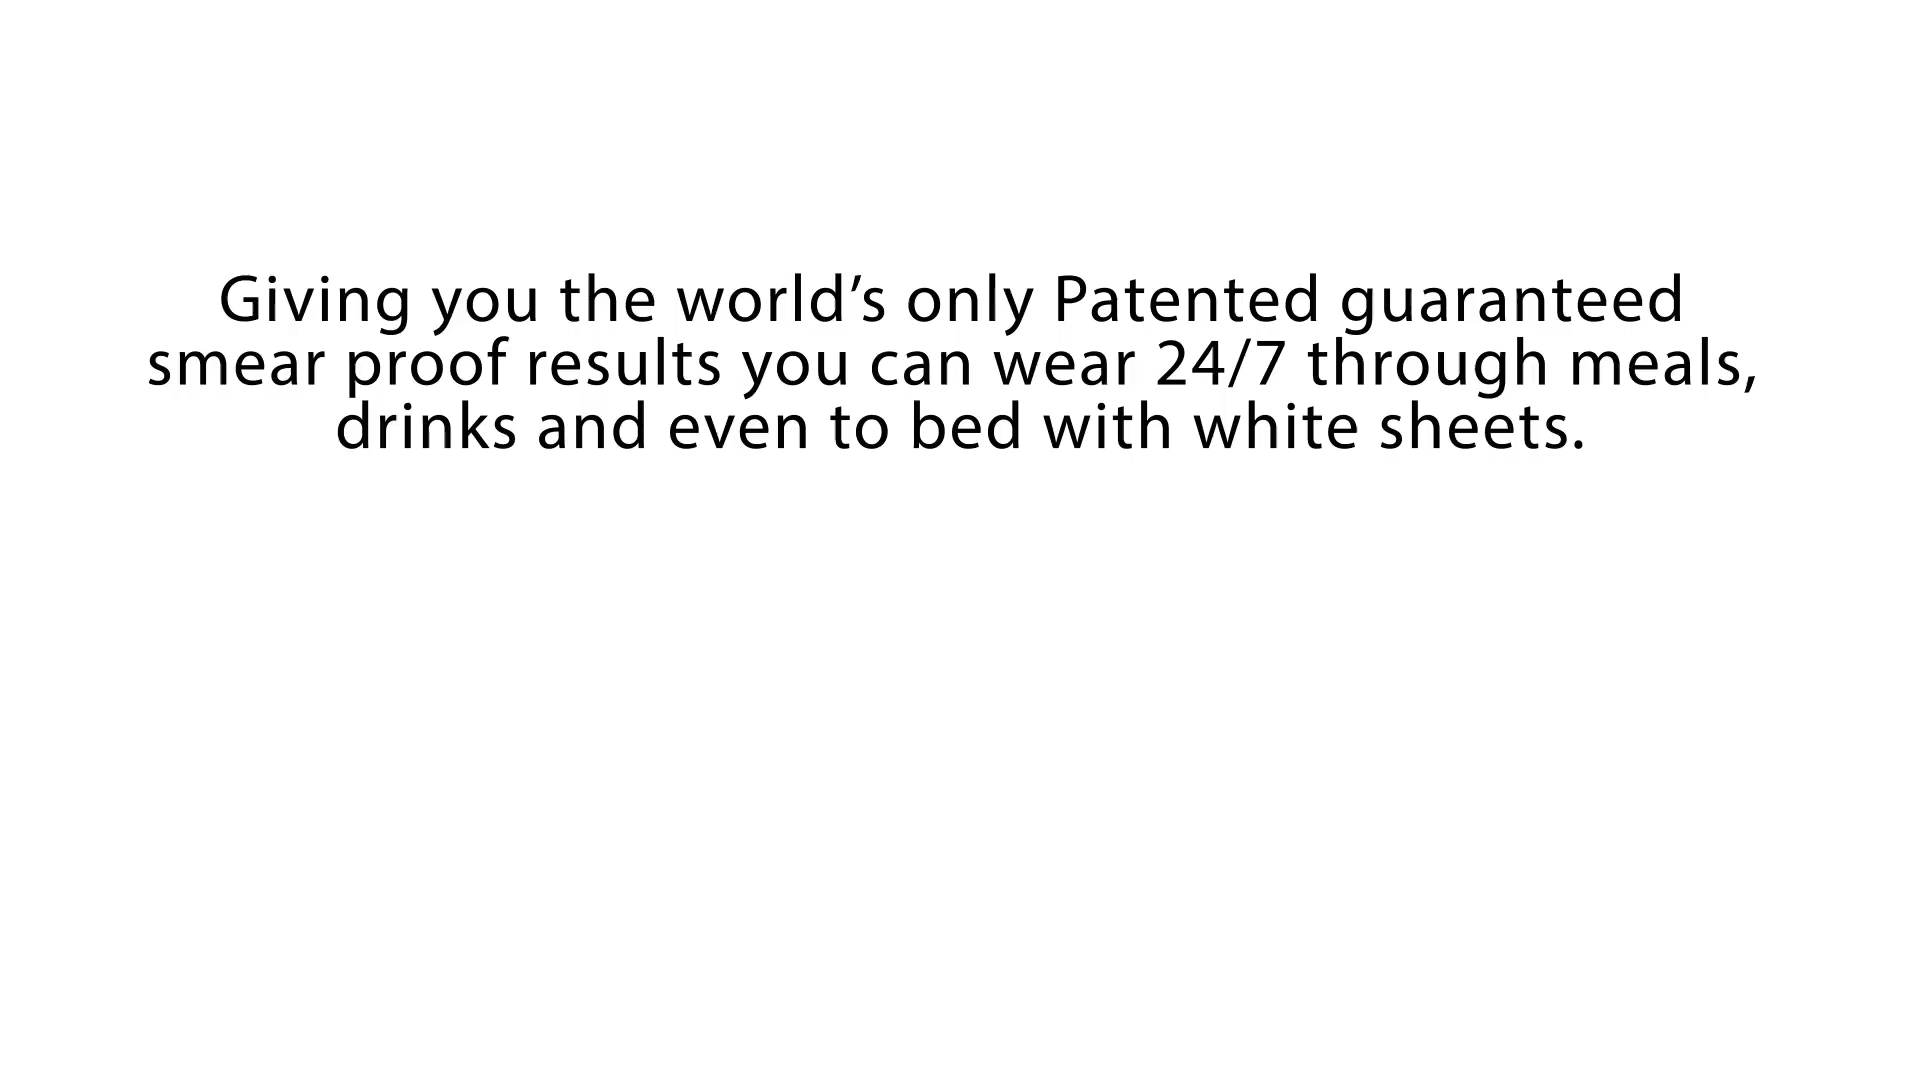 Giving you the world’s only Patented guaranteed
smear proof results you can wear 24/7 through meals,
drinks and even to bed with white sheets.